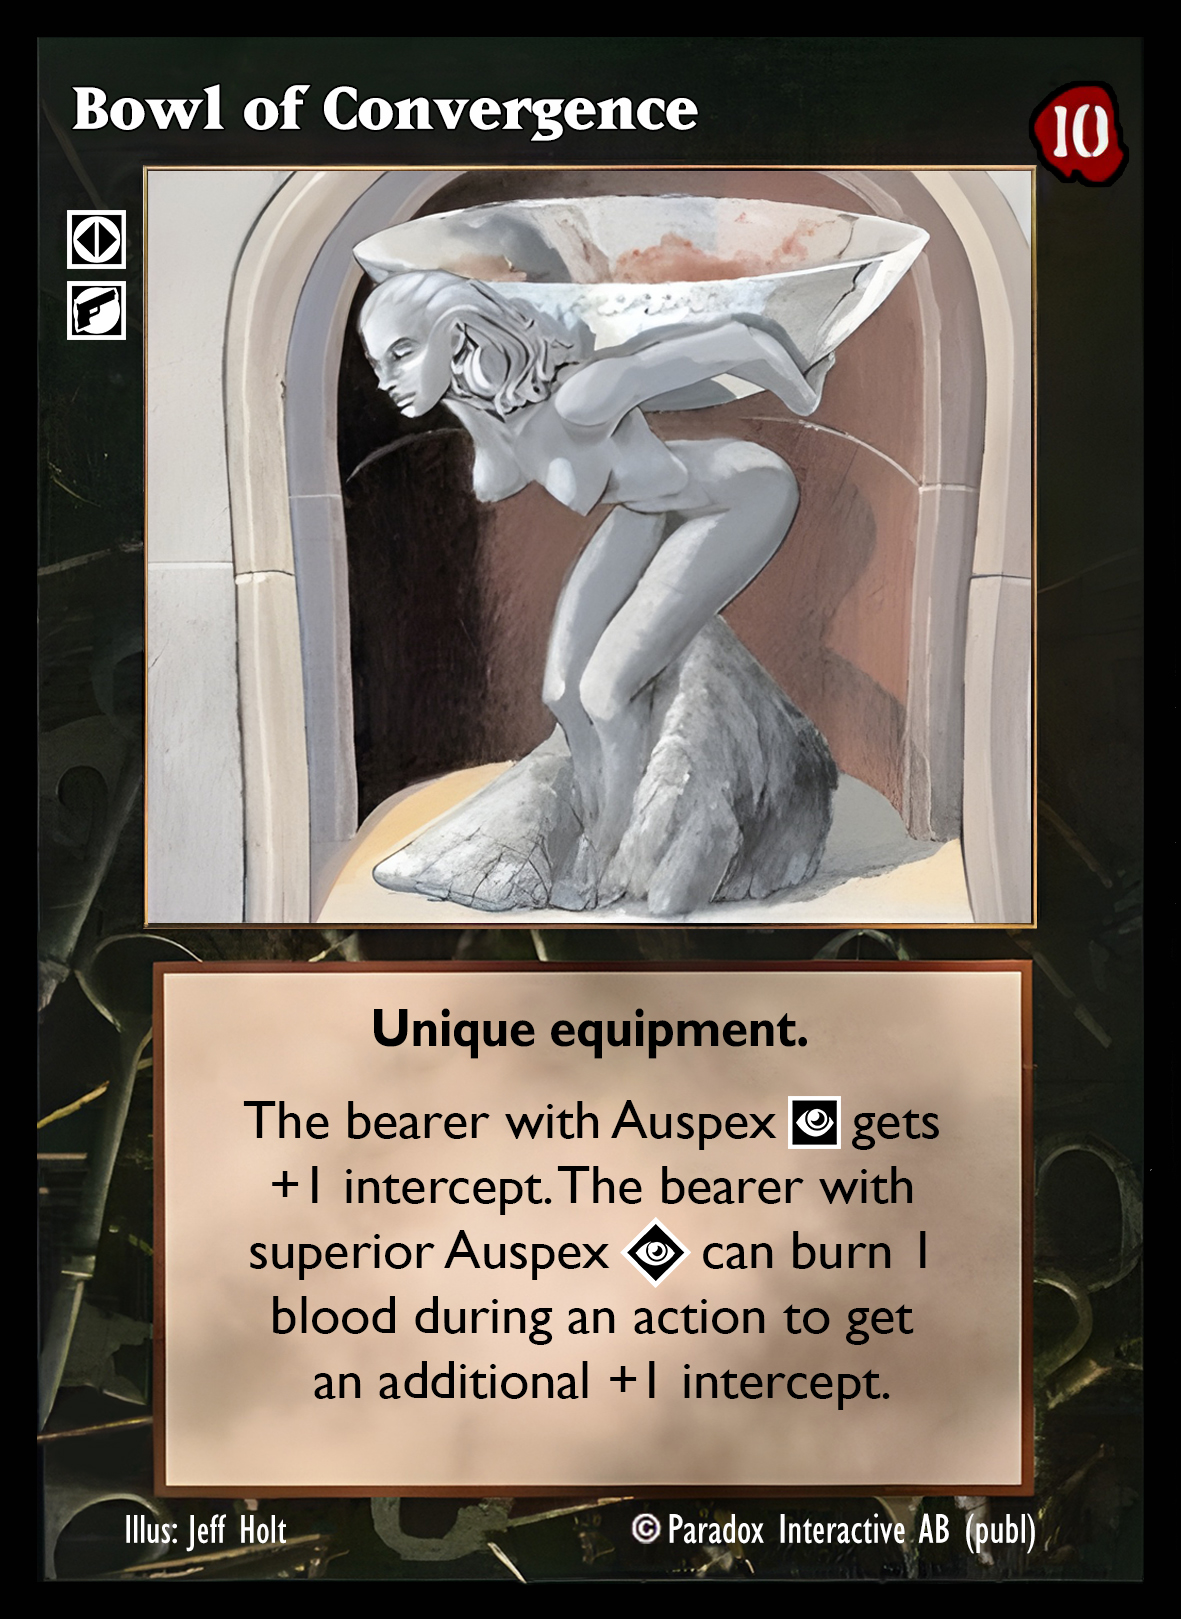 Bowl of Convergence
10
Unique equipment.
The bearer with Auspex gets
+1 intercept. The bearer with
superior Auspex can burn 1
blood during an action to get
an additional +1 intercept.
Illus: Jeff Holt
© Paradox Interactive AB (publ)